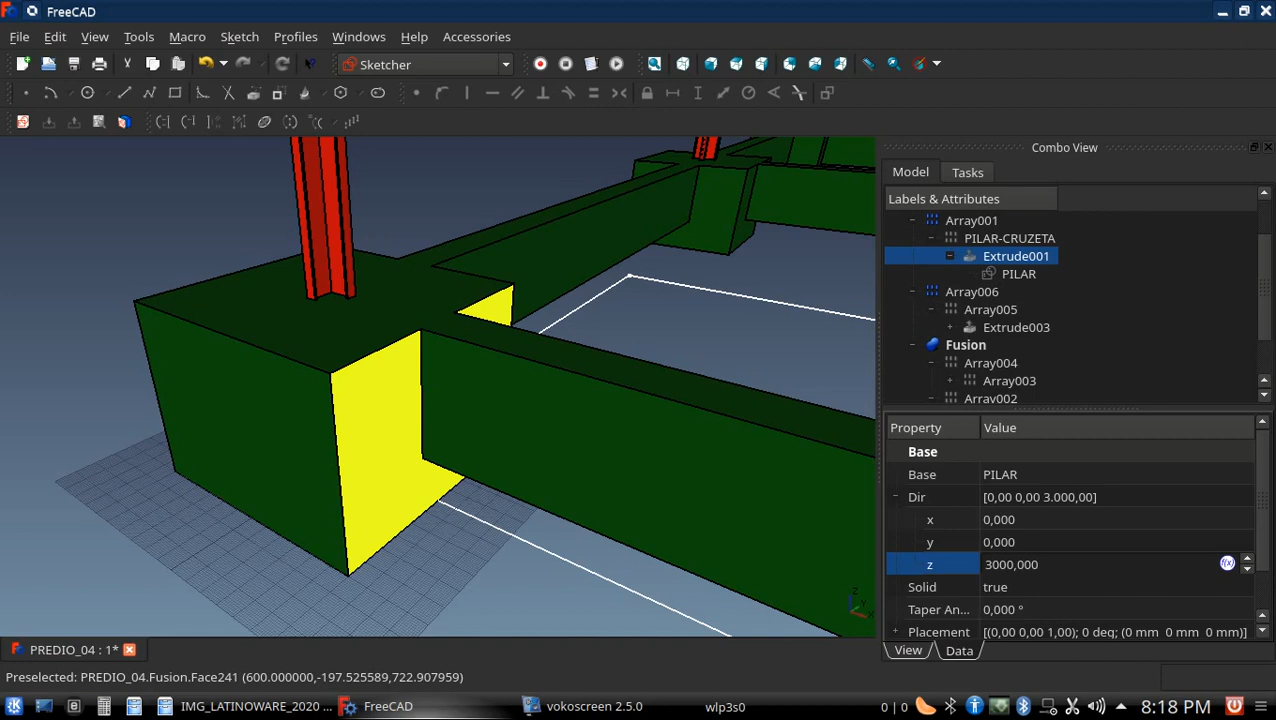 FreeCAD
File Edit View Tools Macro Sketch Profiles Windows Help Accessories
Sketcher
Combo View
Model Tasks
Labels & Attributes
Array001
PILAR-CRUZETA
Extrude001
PILAR
Array006
Array005
Extrude003
Fusion
Array004
Array003
Array002
Property Value
Base
Base PILAR
Dir [0,00 0,00 3.000,00]
x 0,000
y 0,000
z 3000,000 f(x)
Solid true
Taper An... 0,000 °
Placement [(0,00 0,00 1,00); 0 deg; (0 mm 0 mm 0 mm)]
View Data
Z
Y
X
PREDIO_04 : 1*
Preselected: PREDIO_04.Fusion.Face241 (600.000000,-197.525589,722.907959)
IMG_LATINOWARE_2020 ... FreeCAD vokoscreen 2.5.0 wlp3s0 0 | 0 8:18 PM